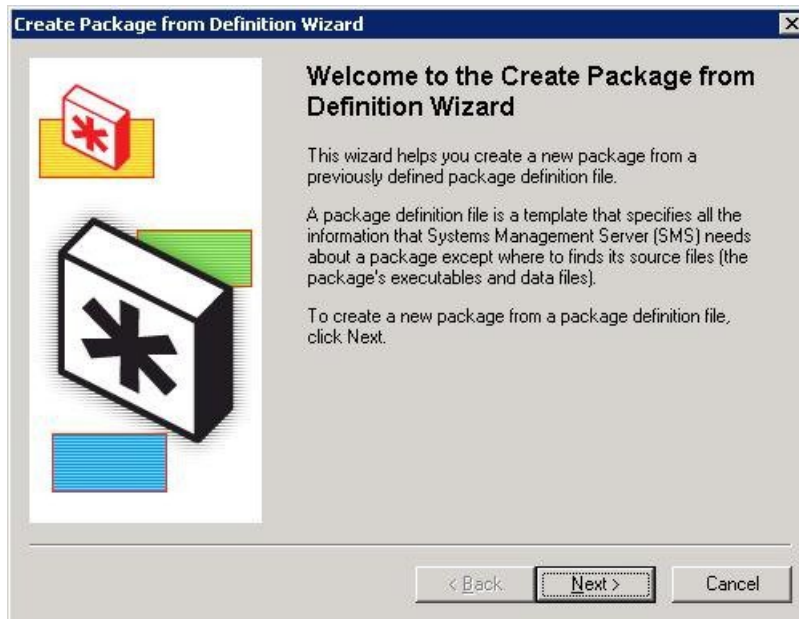 Create Package from Definition Wizard
Welcome to the Create Package from
Definition Wizard
This wizard helps you create a new package from a
previously defined package definition file.
A package definition file is a template that specifies all the
information that Systems Management Server (SMS) needs
about a package except where to finds its source files (the
package's executables and data files).
To create a new package from a package definition file,
click Next.
< Back
Next >
Cancel